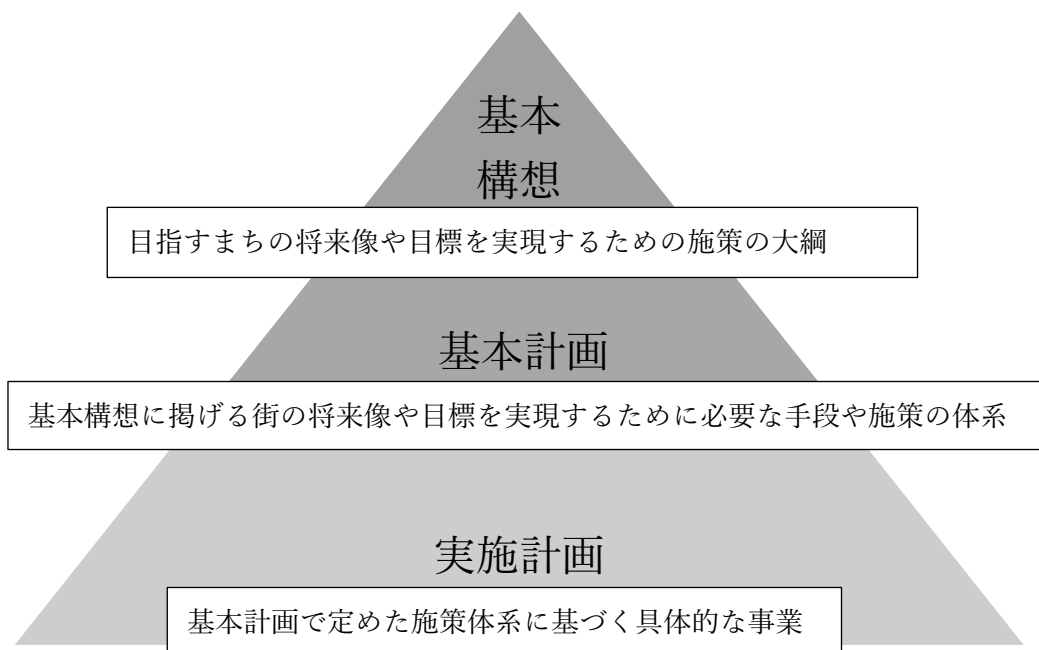 基本
構想
目指すまちの将来像や目標を実現するための施策の大綱
基本計画
基本構想に掲げる街の将来像や目標を実現するために必要な手段や施策の体系
実施計画
基本計画で定めた施策体系に基づく具体的な事業